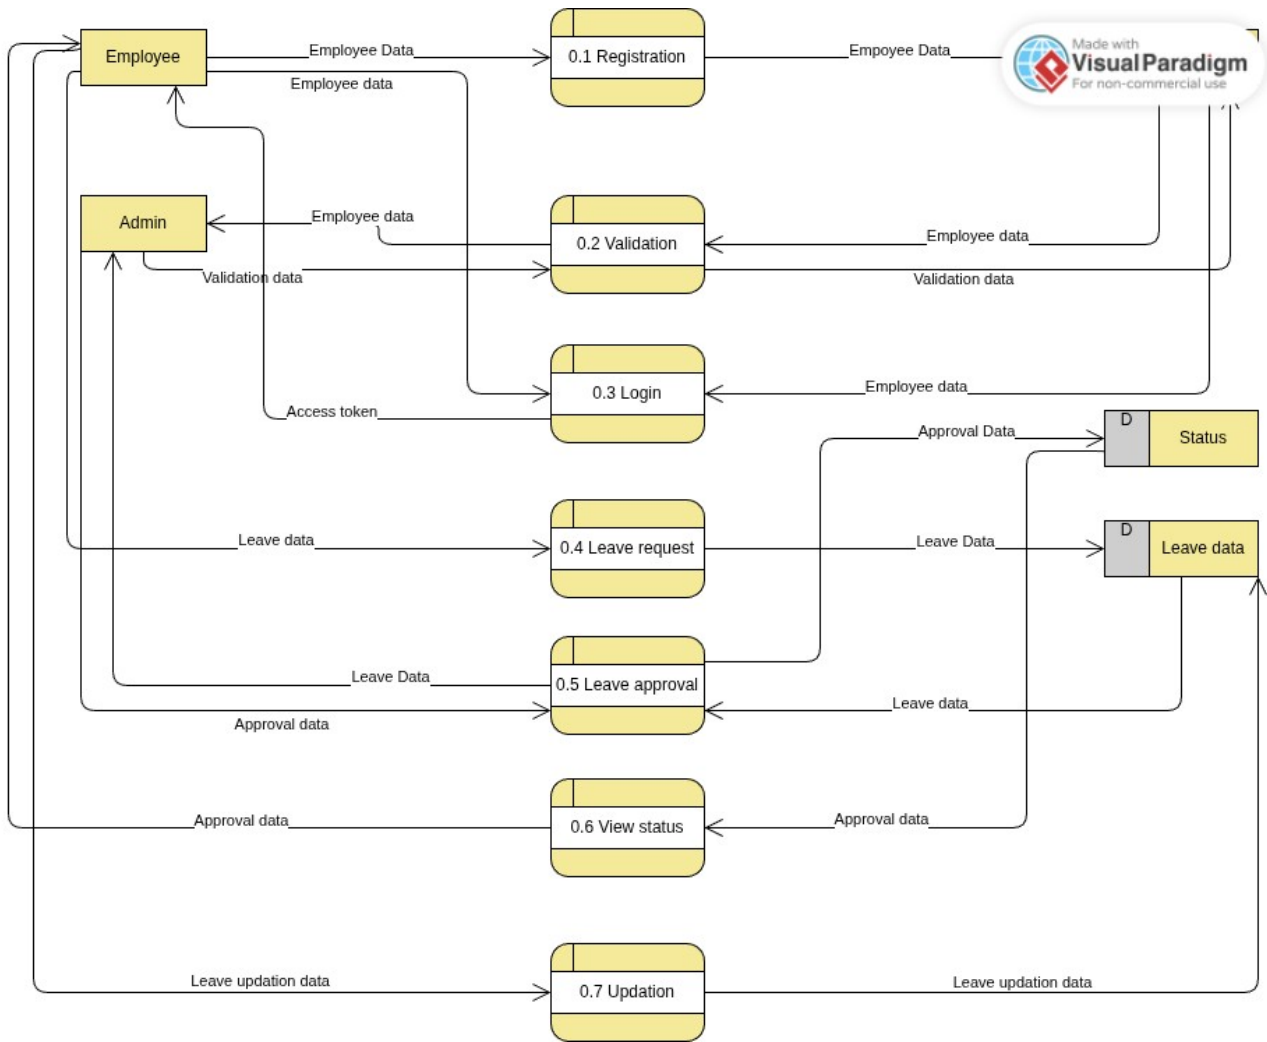 Employee
Employee Data
0.1 Registration
Empoyee Data
Made with
VisualParadigm
For non-commercial use
Employee data
Admin
Employee data
0.2 Validation
Employee data
Validation data
Validation data
0.3 Login
Employee data
Access token
Approval Data
D
Status
Leave data
0.4 Leave request
Leave Data
D
Leave data
Leave Data
0.5 Leave approval
Leave data
Approval data
Approval data
0.6 View status
Approval data
Leave updation data
0.7 Updation
Leave updation data